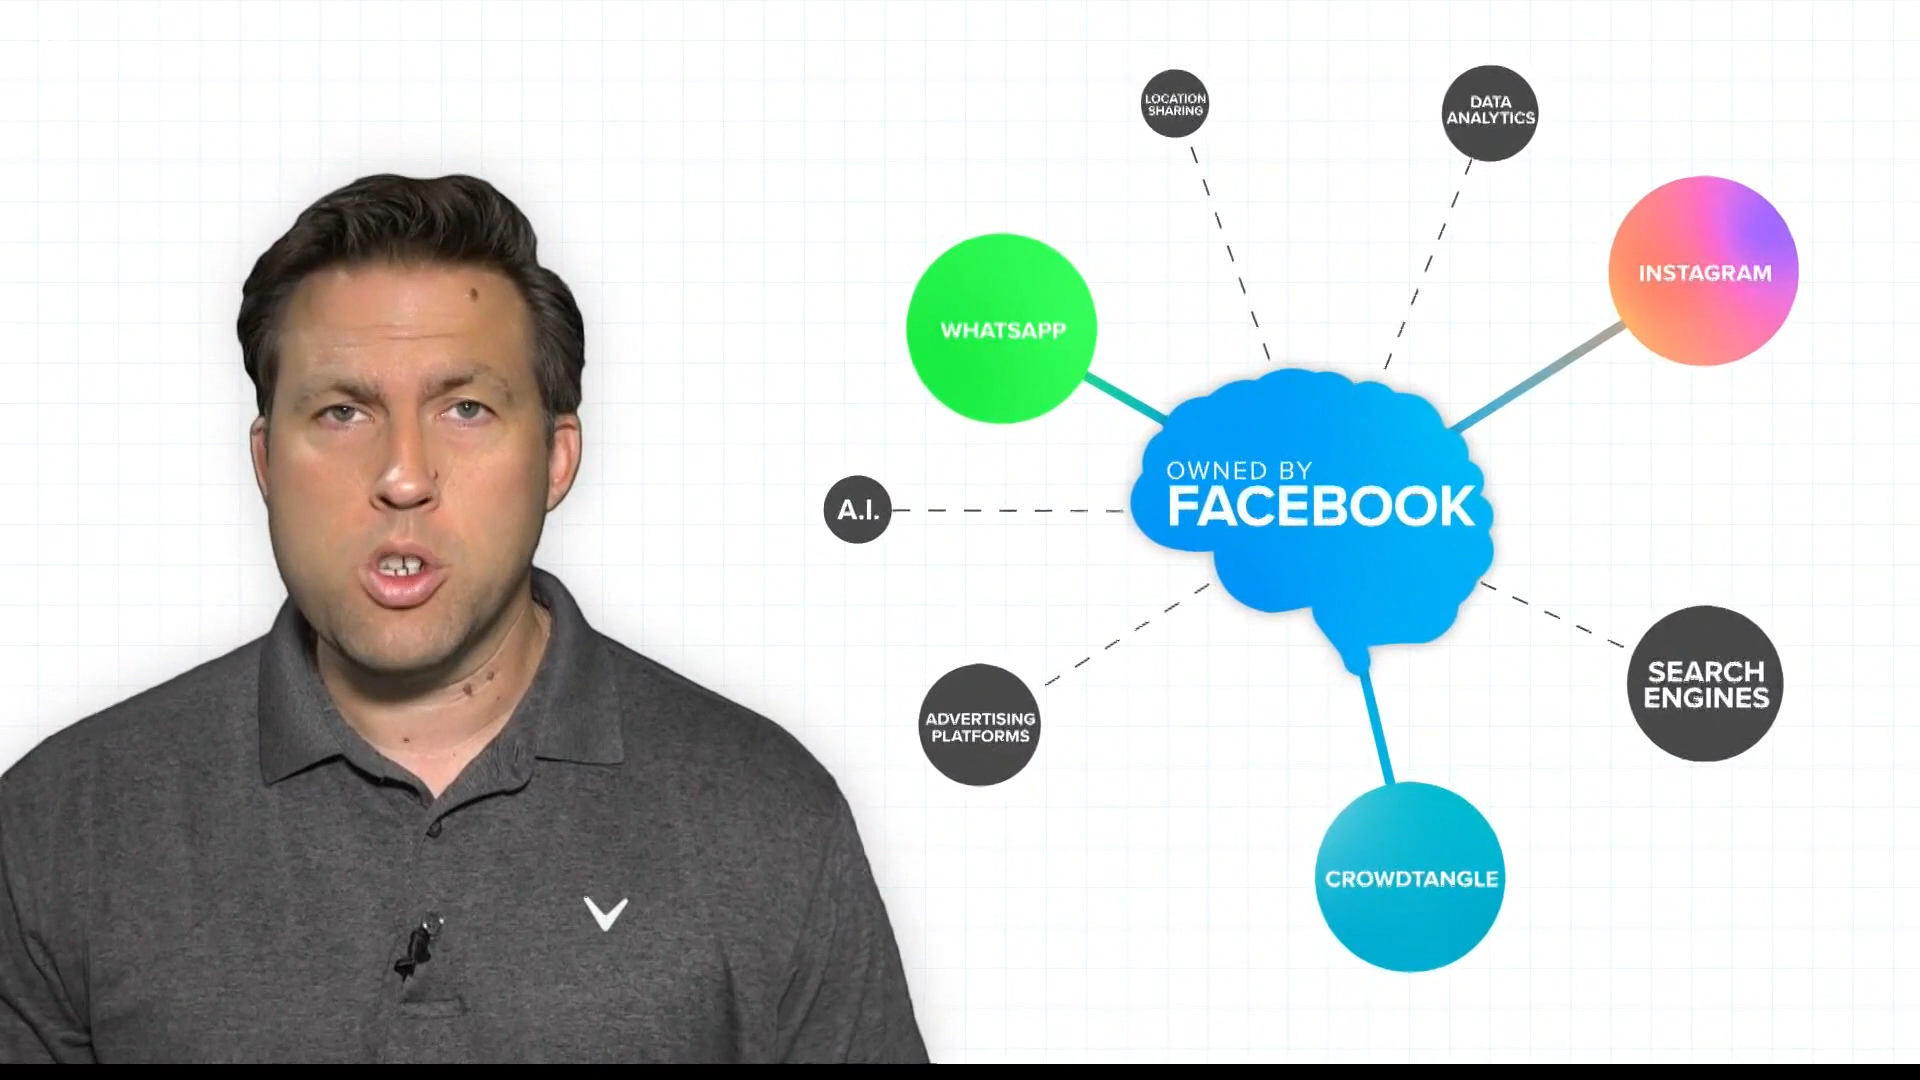 LOCATION
SHARING
DATA
ANALYTICS
INSTAGRAM
WHATSAPP
OWNED BY
FACEBOOK
A.I.
SEARCH
ENGINES
ADVERTISING
PLATFORMS
CROWDTANGLE